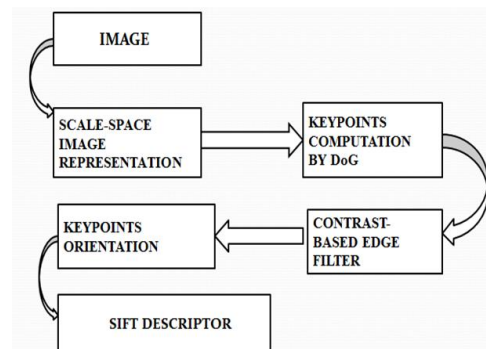 IMAGE
SCALE-SPACE
IMAGE
REPRESENTATION
KEYPOINTS
COMPUTATION
BY DoG
CONTRAST-
BASED EDGE
FILTER
KEYPOINTS
ORIENTATION
SIFT DESCRIPTOR